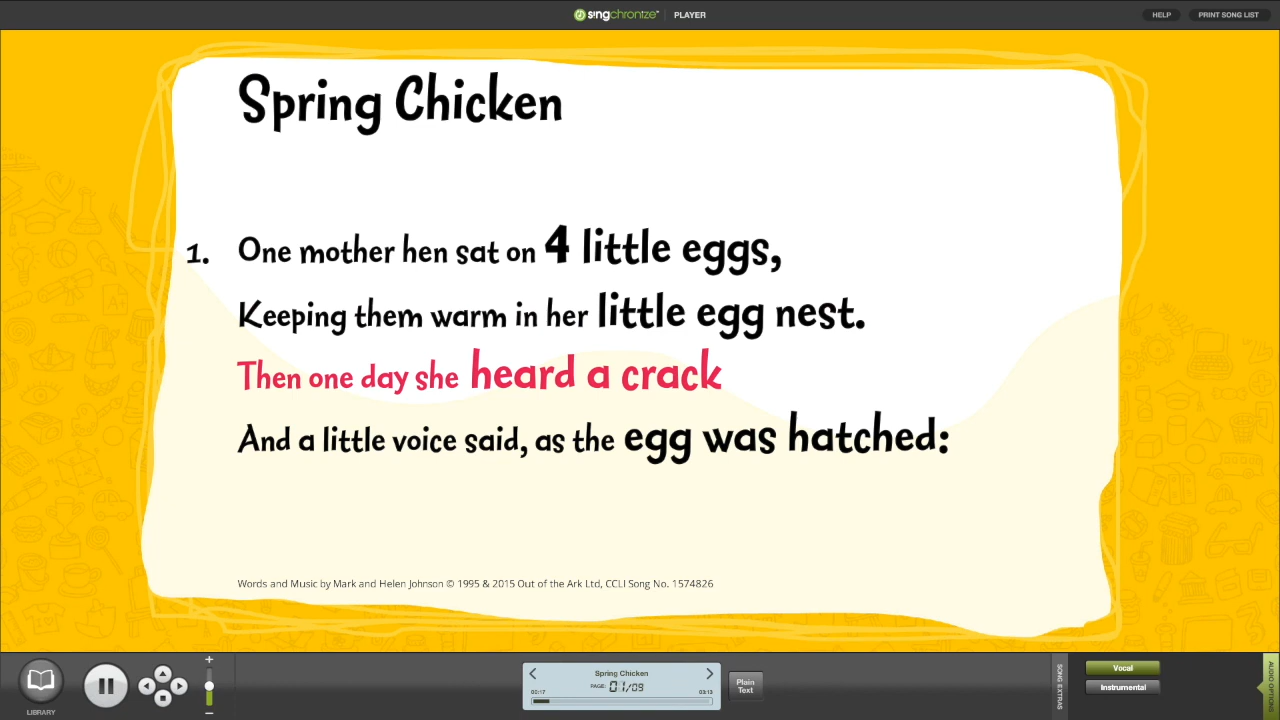 singchronize PLAYER
HELP
PRINT SONG LIST
Spring Chicken
1. One mother hen sat on 4 little eggs,
Keeping them warm in her little egg nest.
Then one day she heard a crack
And a little voice said, as the egg was hatched:
Words and Music by Mark and Helen Johnson © 1995 & 2015 Out of the Ark Ltd, CCLI Song No. 1574826
LIBRARY
Spring Chicken
PAGE: 01/09
00:17
03:13
Plain
Text
SONG EXTRAS
Vocal
Instrumental
AUDIO OPTIONS